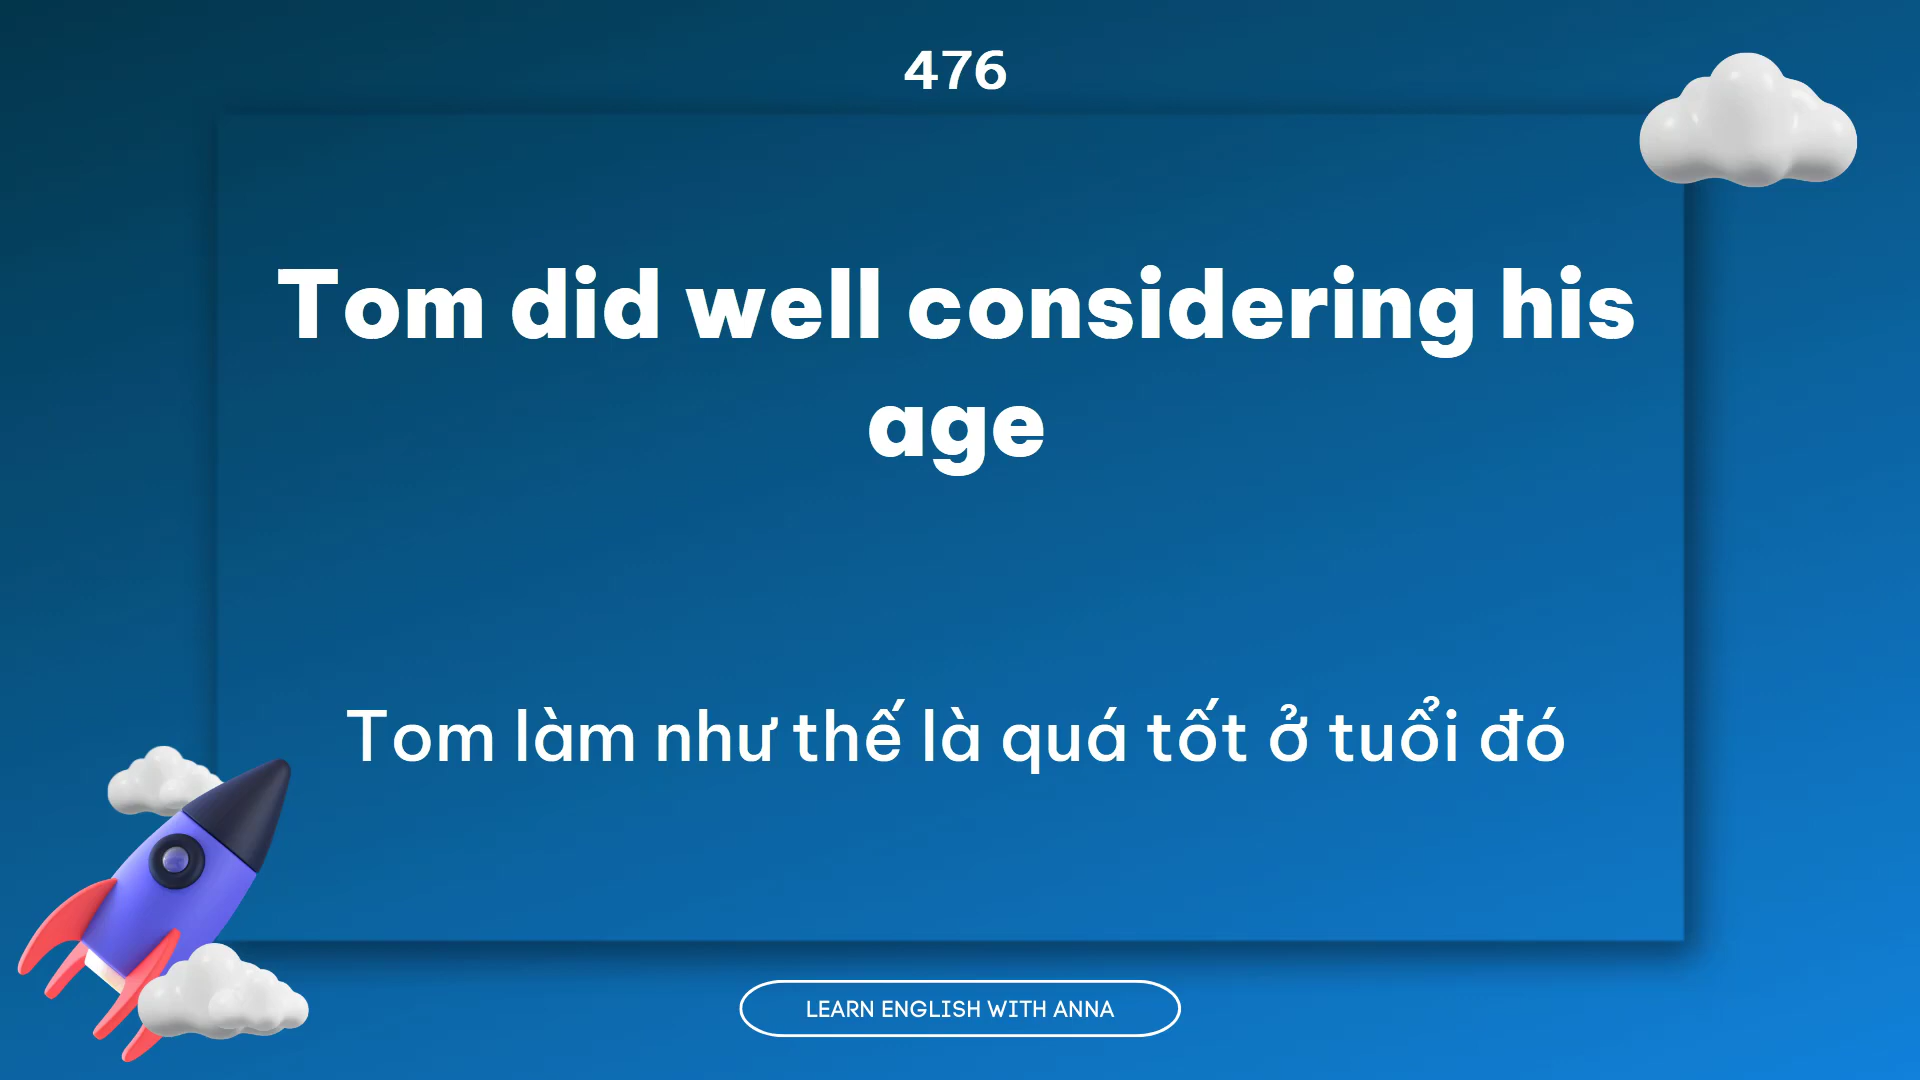 476
Tom did well considering his
age
Tom làm như thế là quá tốt ở tuổi đó
LEARN ENGLISH WITH ANNA